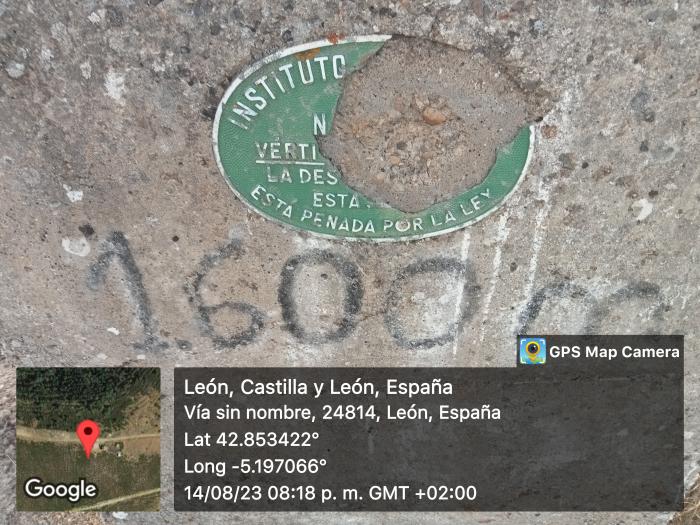 INSTITUTO
N
VERTI
LA DES
ESTA
ESTA PENADA POR LA LEY
1.600 m
GPS Map Camera
León, Castilla y León, España
Vía sin nombre, 24814, León, España
Lat 42.853422°
Long -5.197066°
14/08/23 08:18 p. m. GMT +02:00
Google